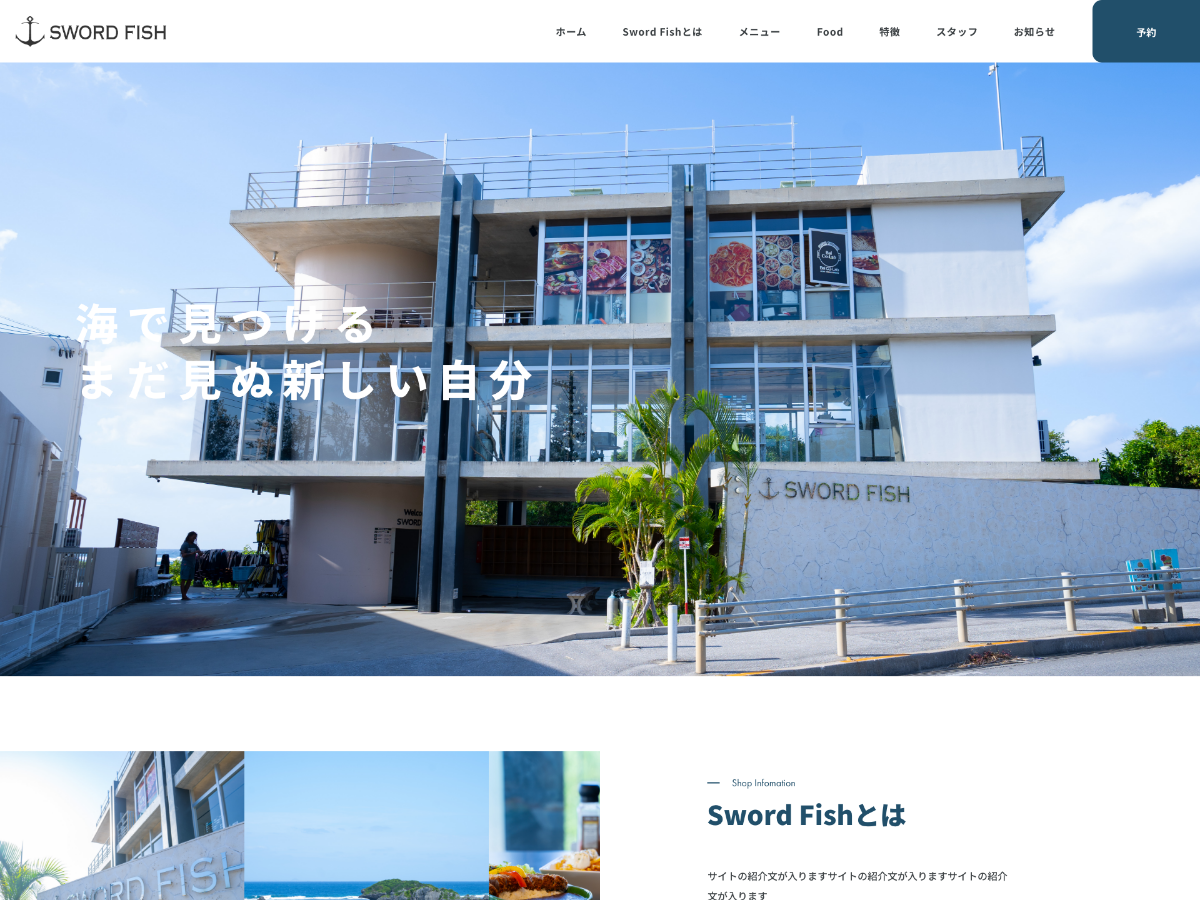 SWORD FISH
ホーム
Sword Fishとは
メニュー
Food
特徴
スタッフ
お知らせ
予約
海で見つける
まだ見ぬ新しい自分
SWORD FISH
Shop Infomation
Sword Fishとは
SWORD FISH
サイトの紹介文が入りますサイトの紹介文が入りますサイトの紹介
文が入ります